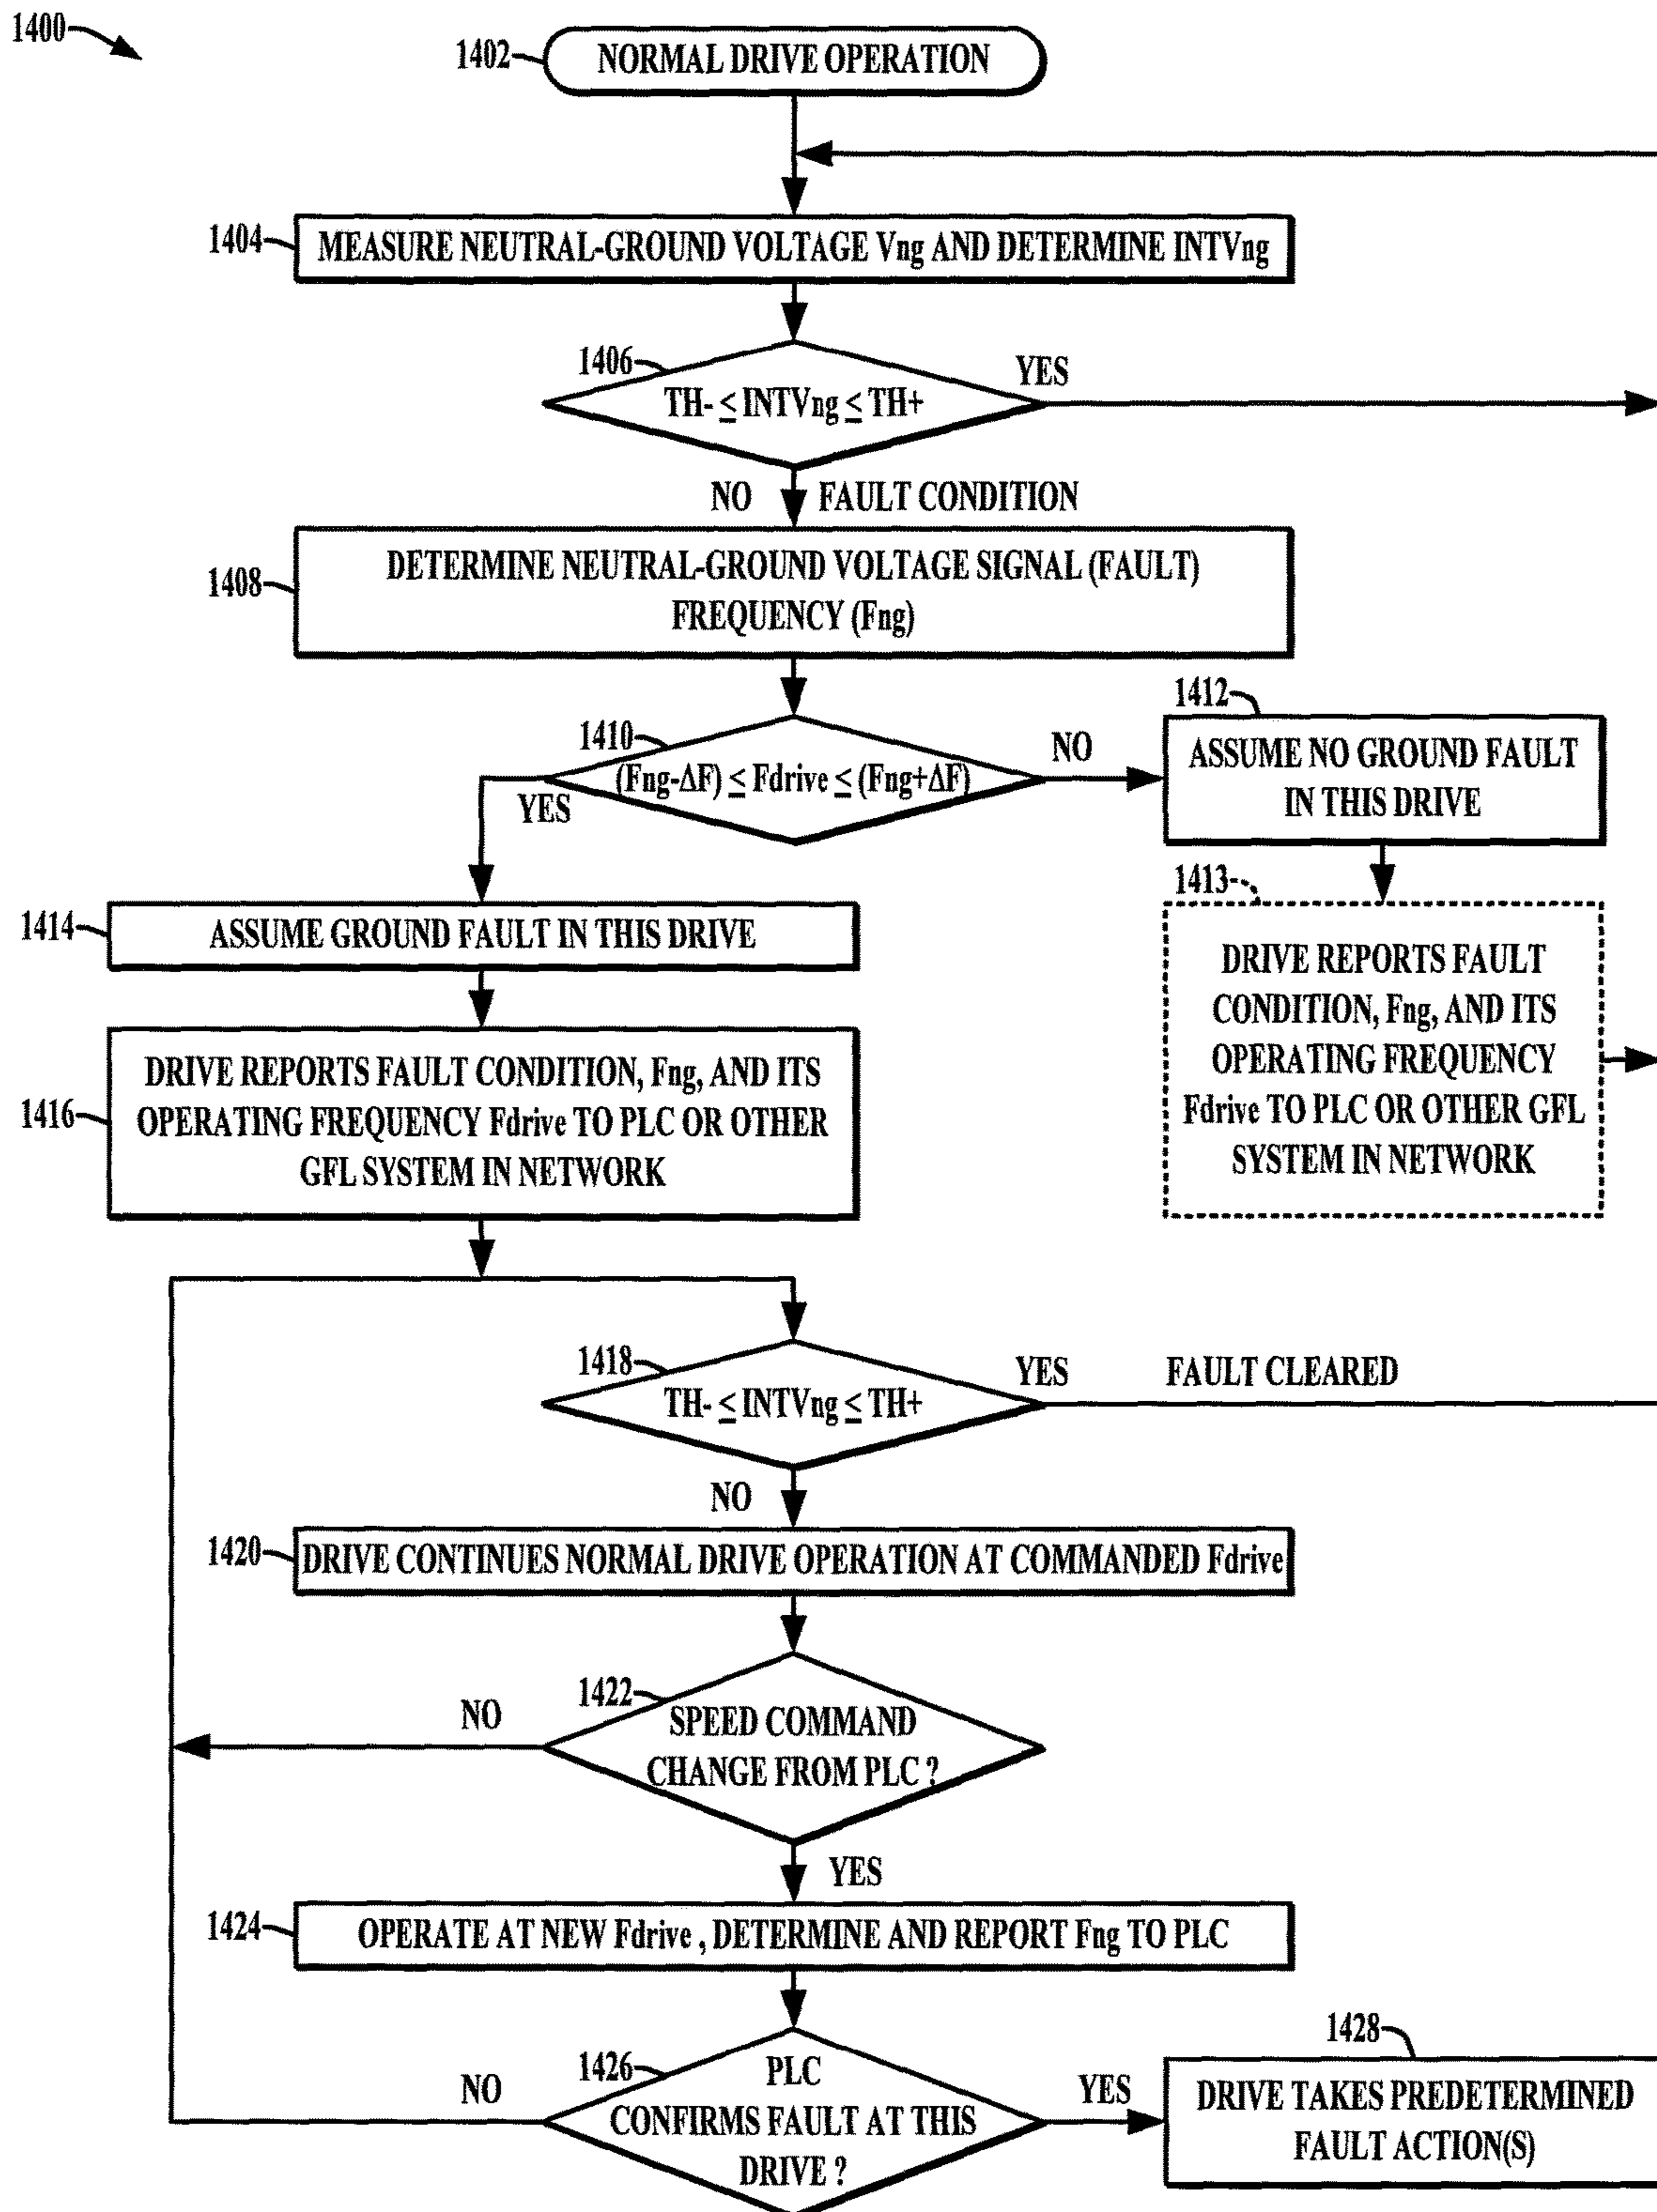 1400
1402
NORMAL DRIVE OPERATION
1404
MEASURE NEUTRAL-GROUND VOLTAGE Vng AND DETERMINE INTVng
1406
TH- ≤ INTVng ≤ TH+
YES
NO
FAULT CONDITION
1408
DETERMINE NEUTRAL-GROUND VOLTAGE SIGNAL (FAULT)
FREQUENCY (Fng)
1410
(Fng-ΔF) ≤ Fdrive ≤ (Fng+ΔF)
NO
YES
1412
ASSUME NO GROUND FAULT
IN THIS DRIVE
1413
DRIVE REPORTS FAULT
CONDITION, Fng, AND ITS
OPERATING FREQUENCY
Fdrive TO PLC OR OTHER GFL
SYSTEM IN NETWORK
1414
ASSUME GROUND FAULT IN THIS DRIVE
1416
DRIVE REPORTS FAULT CONDITION, Fng, AND ITS
OPERATING FREQUENCY Fdrive TO PLC OR OTHER
GFL SYSTEM IN NETWORK
1418
TH- ≤ INTVng ≤ TH+
YES
FAULT CLEARED
NO
1420
DRIVE CONTINUES NORMAL DRIVE OPERATION AT COMMANDED Fdrive
1422
SPEED COMMAND
CHANGE FROM PLC ?
NO
YES
1424
OPERATE AT NEW Fdrive , DETERMINE AND REPORT Fng TO PLC
1426
PLC
CONFIRMS FAULT AT THIS
DRIVE ?
NO
YES
1428
DRIVE TAKES PREDETERMINED
FAULT ACTION(S)